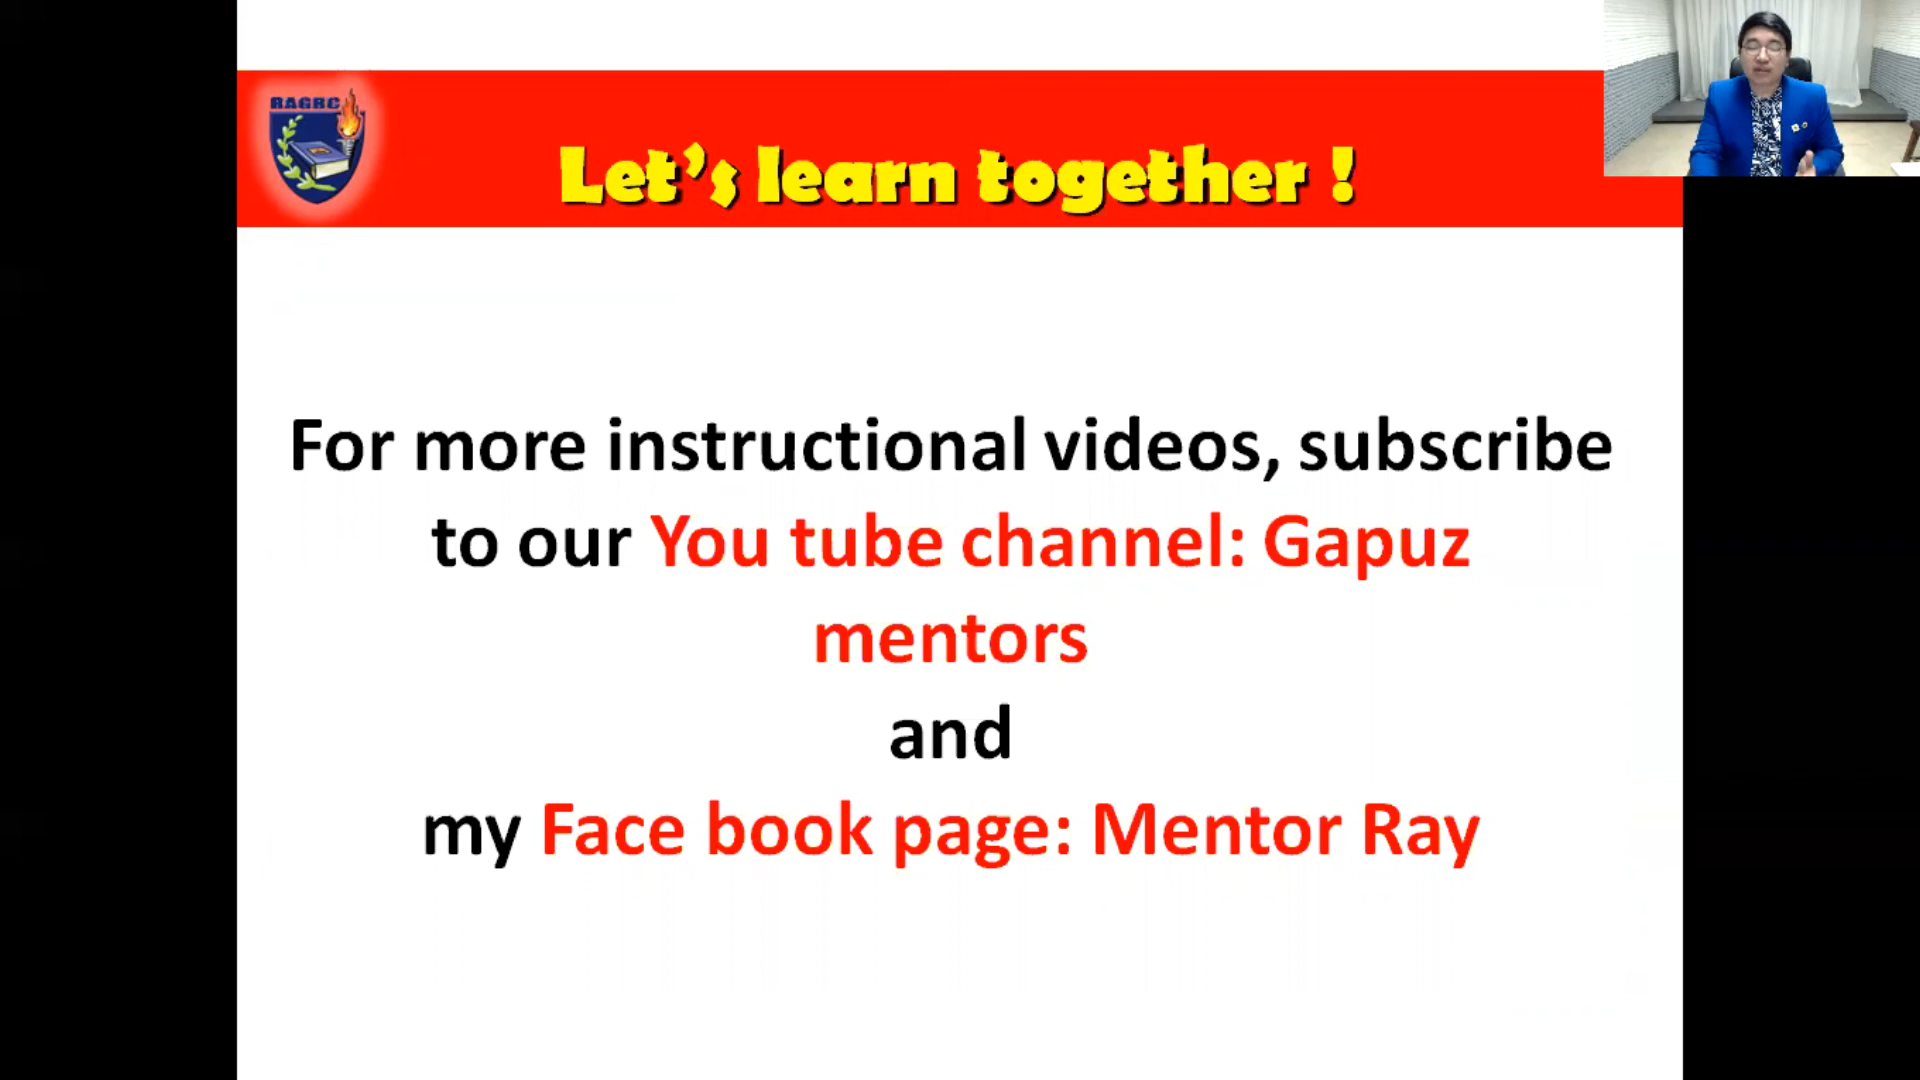 RAGRC
Let's learn together !
For more instructional videos, subscribe
to our You tube channel: Gapuz
mentors
and
my Face book page: Mentor Ray